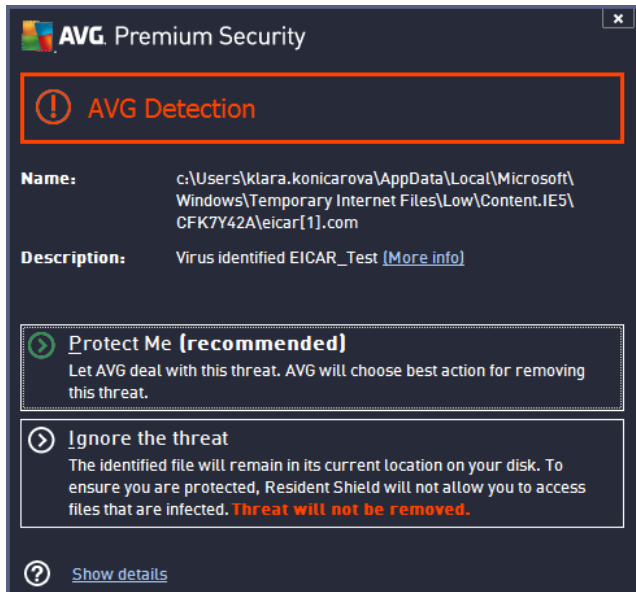 AVG. Premium Security
AVG Detection
Name: c:\Users\klara.konicarova\AppData\Local\Microsoft\
Windows\Temporary Internet Files\Low\Content.IE5\
CFK7Y42A\eicar[1].com
Description: Virus identified EICAR_Test (More info)
Protect Me (recommended)
Let AVG deal with this threat. AVG will choose best action for removing
this threat.
Ignore the threat
The identified file will remain in its current location on your disk. To
ensure you are protected, Resident Shield will not allow you to access
files that are infected. Threat will not be removed.
Show details